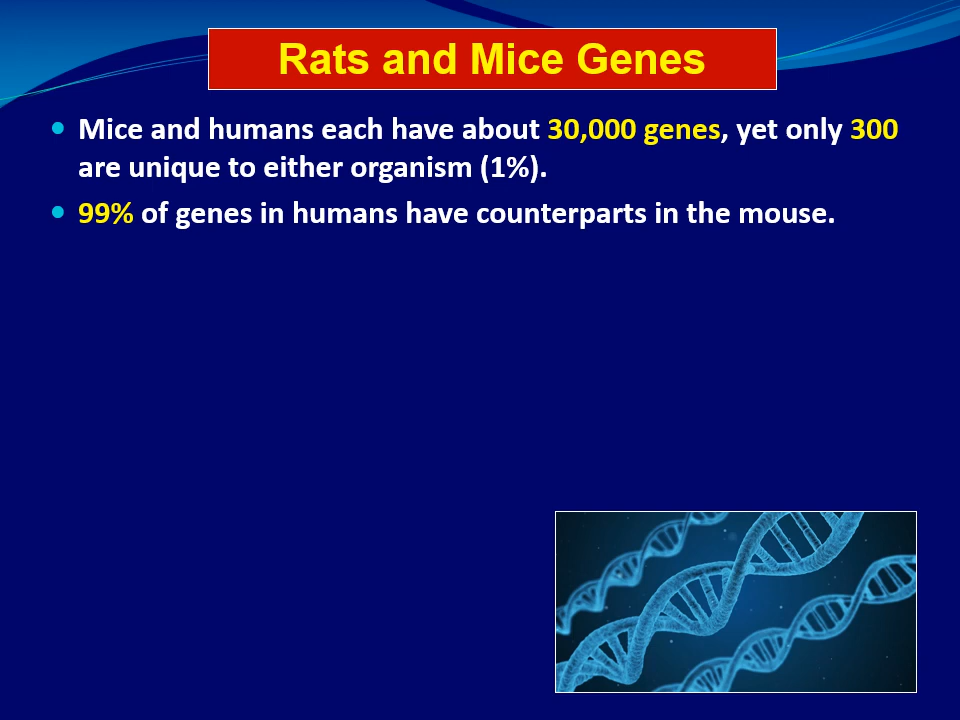 Rats and Mice Genes
• Mice and humans each have about 30,000 genes, yet only 300
are unique to either organism (1%).
• 99% of genes in humans have counterparts in the mouse.